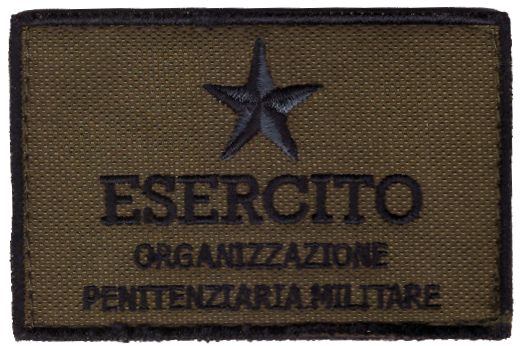 ESERCITO
ORGANIZZAZIONE
PENITENZIARIA MILITARE